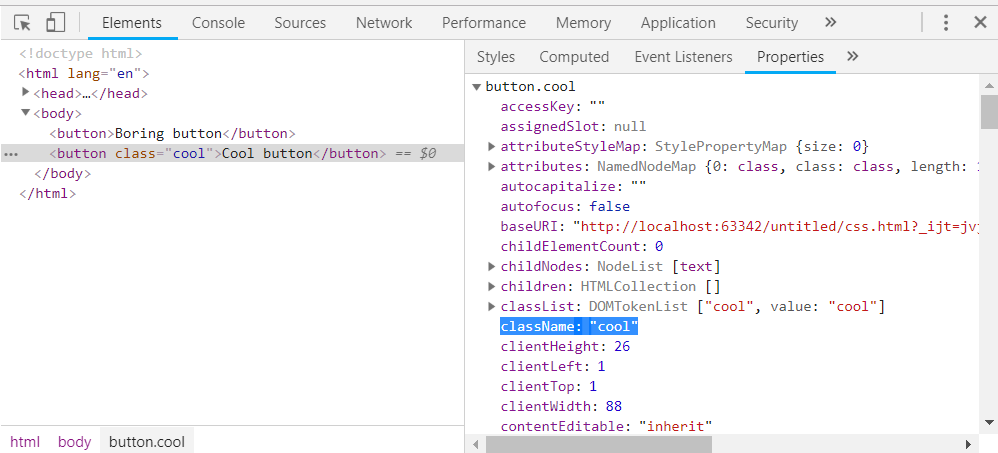 Elements Console Sources Network Performance Memory Application Security »
<!doctype html>
<html lang="en">
<head>…</head>
<body>
<button>Boring button</button>
<button class="cool">Cool button</button> == $0
</body>
</html>
html body button.cool
Styles Computed Event Listeners Properties »
button.cool
accessKey: ""
assignedSlot: null
attributeStyleMap: StylePropertyMap {size: 0}
attributes: NamedNodeMap {0: class, class: class, length:
autocapitalize: ""
autofocus: false
baseURI: "http://localhost:63342/untitled/css.html?_ijt=jv
childElementCount: 0
childNodes: NodeList [text]
children: HTMLCollection []
classList: DOMTokenList ["cool", value: "cool"]
className: "cool"
clientHeight: 26
clientLeft: 1
clientTop: 1
clientWidth: 88
contentEditable: "inherit"